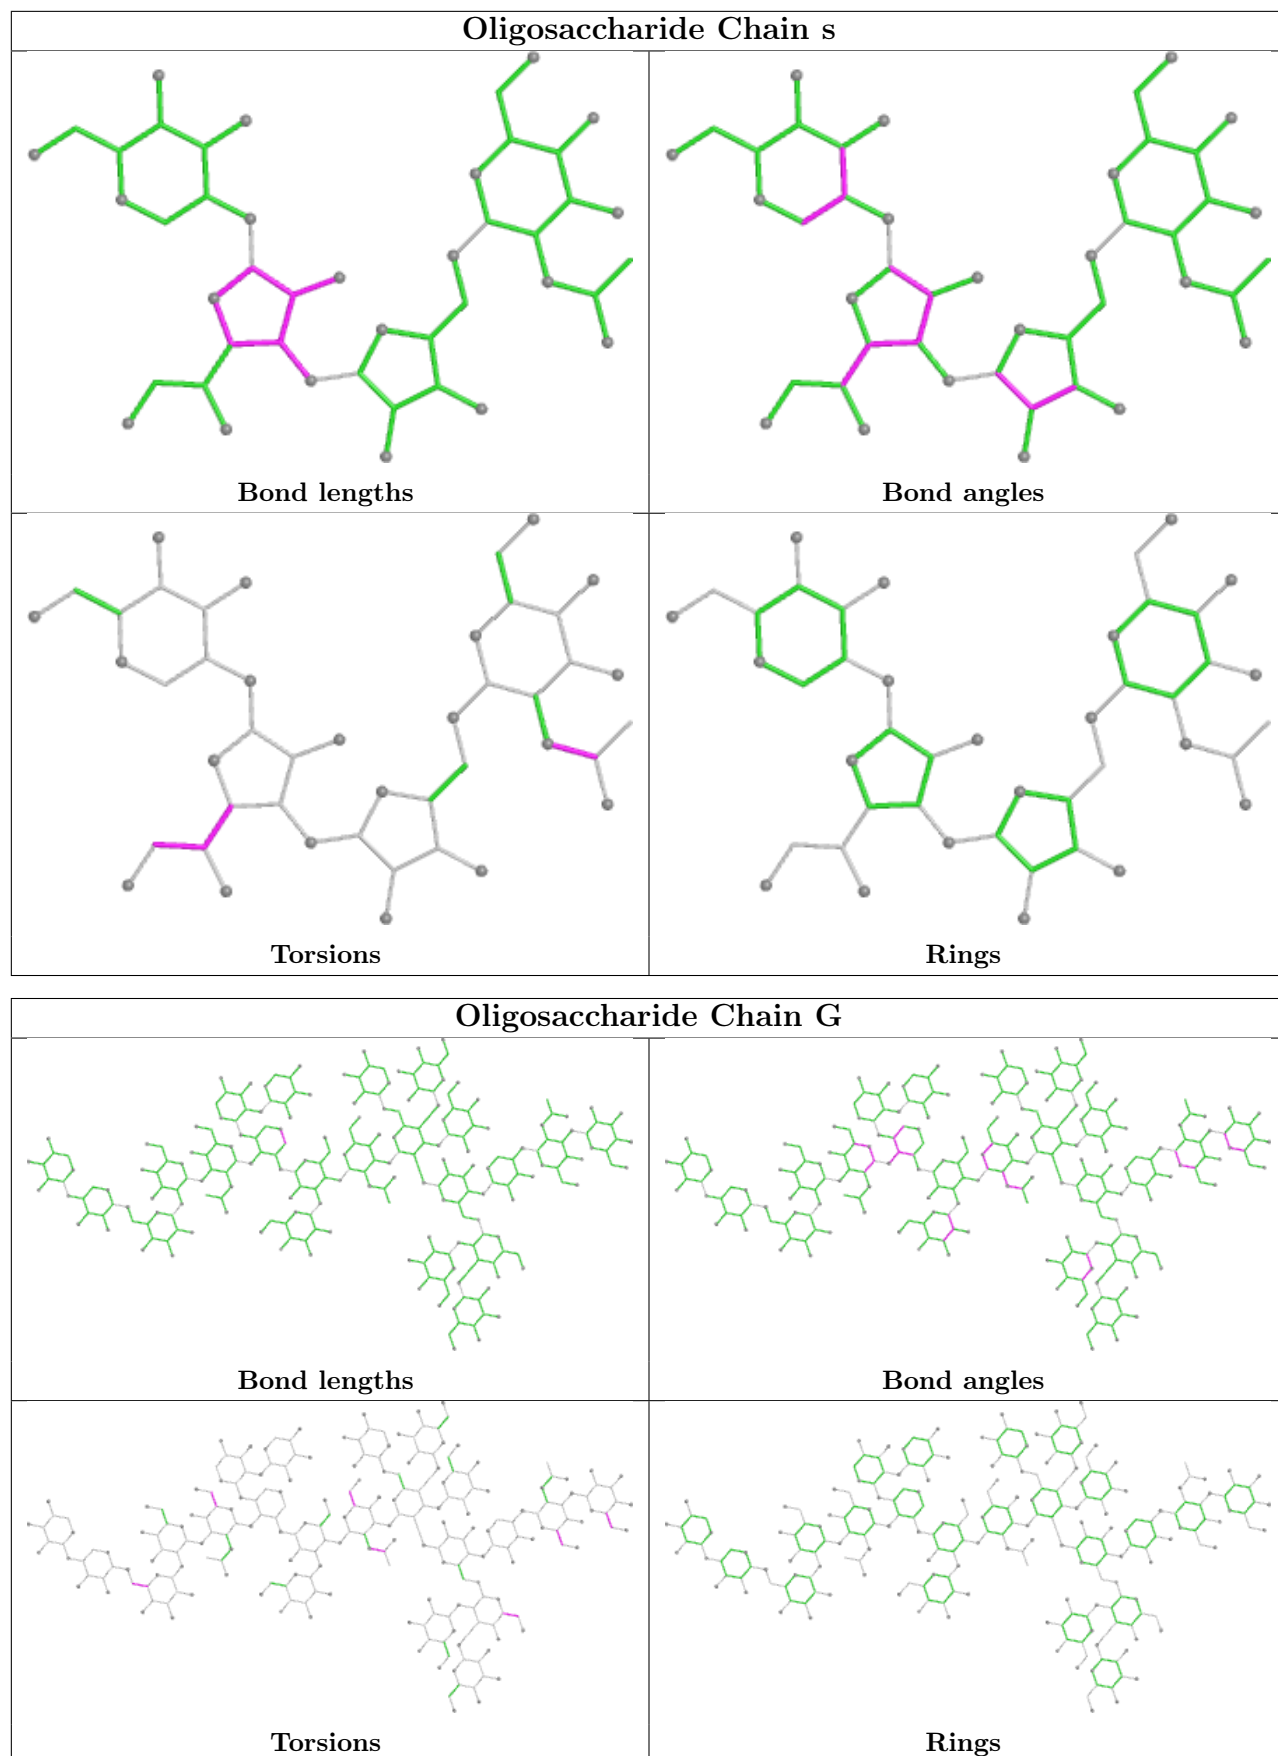 Oligosaccharide Chain s
Bond lengths
Bond angles
Torsions
Rings
Oligosaccharide Chain G
Bond lengths
Bond angles
Torsions
Rings